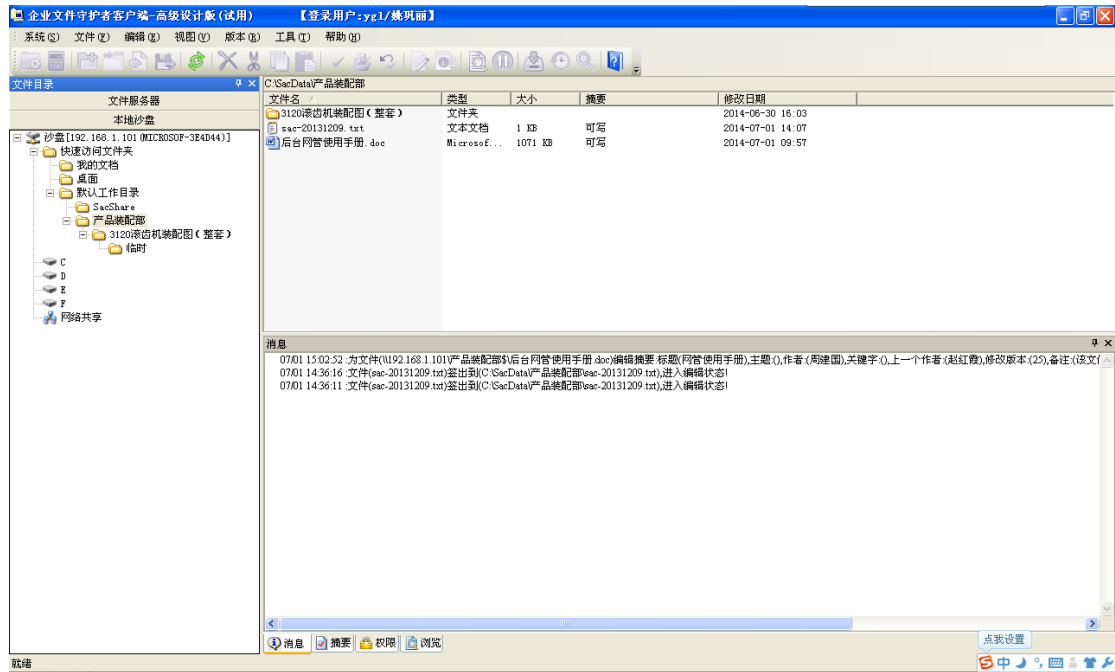 企业文件守护者客户端-高级设计版(试用) 【登录用户:ygl/姚巩丽】
系统(S) 文件(F) 编辑(E) 视图(V) 版本(B) 工具(T) 帮助(H)
文件目录
文件服务器
本地沙盘
沙盘[192.168.1.101(MICROSOF-3E4D44)]
快速访问文件夹
我的文档
桌面
默认工作目录
SacShare
产品装配部
3120滚齿机装配图(整套)
临时
C
D
E
F
网络共享
C:\SacData\产品装配部
文件名 类型 大小 摘要 修改日期
3120滚齿机装配图(整套) 文件夹 2014-06-30 16:03
sac-20131209.txt 文本文档 1 KB 可写 2014-07-01 14:07
后台网管使用手册.doc Microsof... 1071 KB 可写 2014-07-01 09:57
消息
07/01 15:02:52 :为文件(\\192.168.1.101\产品装配部$\后台网管使用手册.doc)编辑摘要:标题(网管使用手册),主题:(),作者:(周建国),关键字:(),上一个作者:(赵红霞),修改版本:(25),备注:(该文
07/01 14:36:16 :文件(sac-20131209.txt)签出到(C:\SacData\产品装配部\sac-20131209.txt),进入编辑状态!
07/01 14:36:11 :文件(sac-20131209.txt)签出到(C:\SacData\产品装配部\sac-20131209.txt),进入编辑状态!
消息 摘要 权限 浏览
点我设置
就绪
中